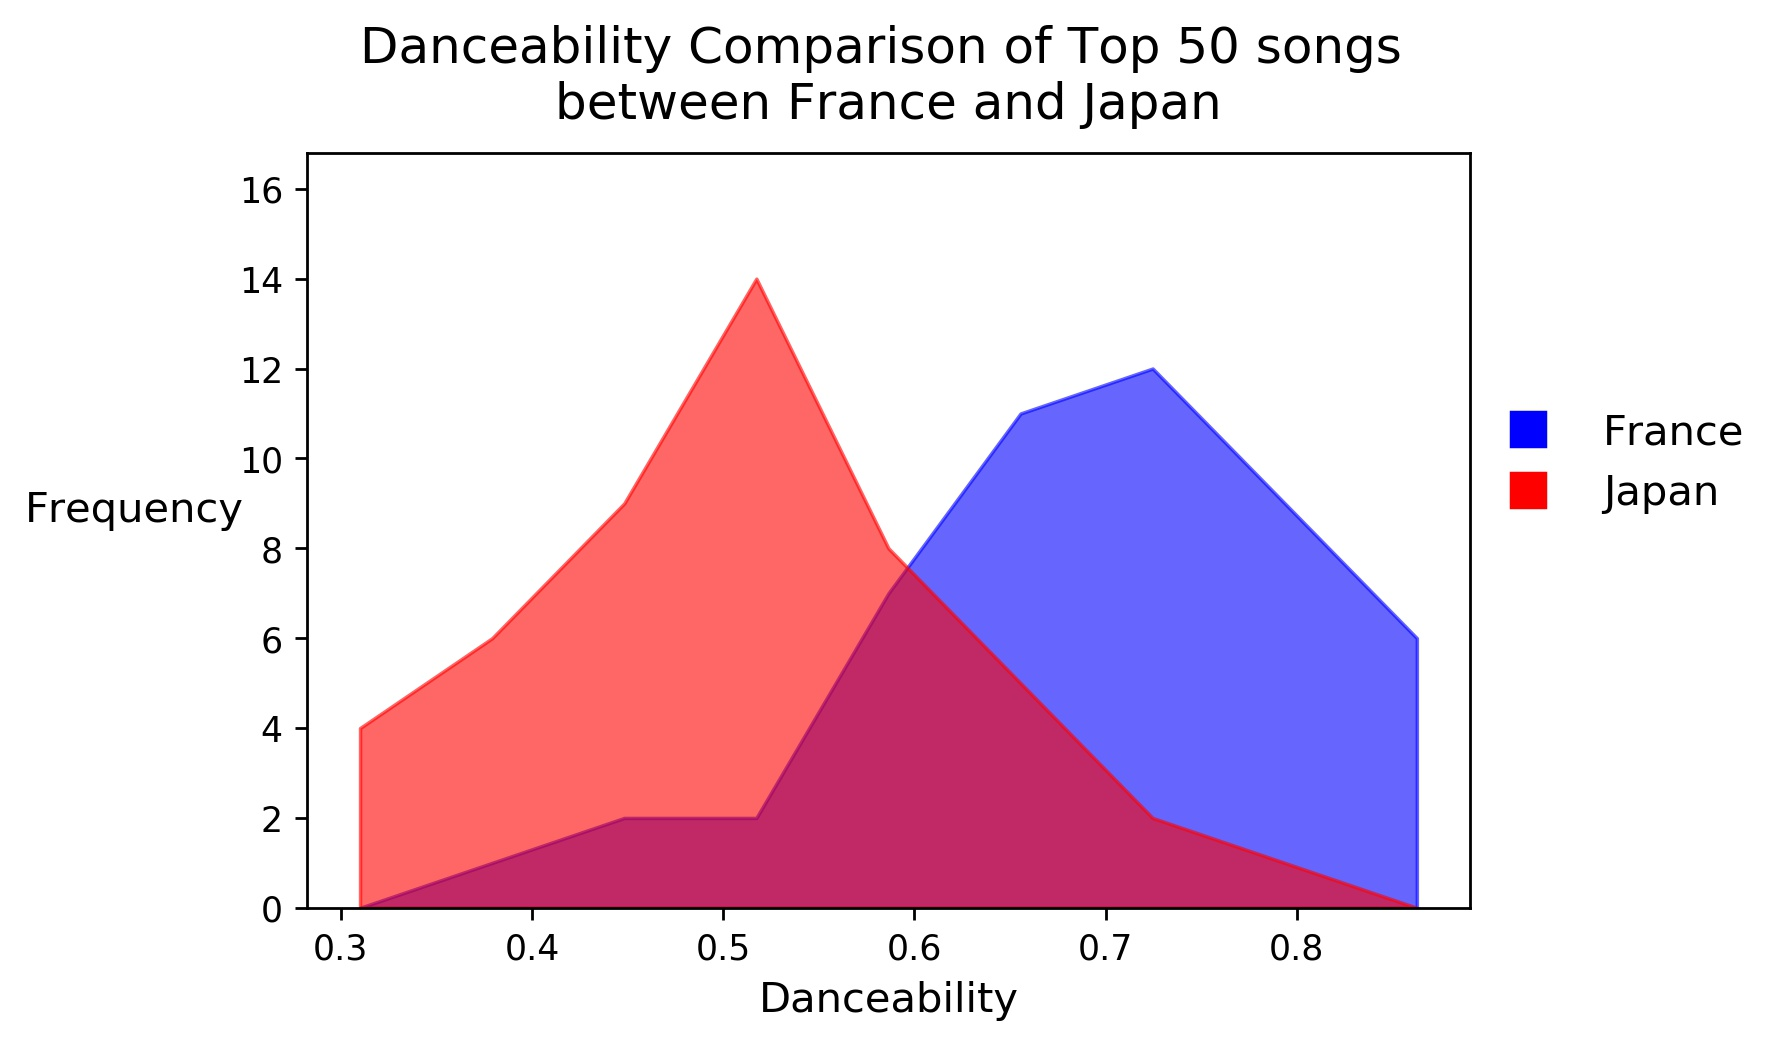 Danceability Comparison of Top 50 songs
between France and Japan
16
14
12
10
8
6
4
2
0
Frequency
0.3 0.4 0.5 0.6 0.7 0.8
Danceability
France
Japan